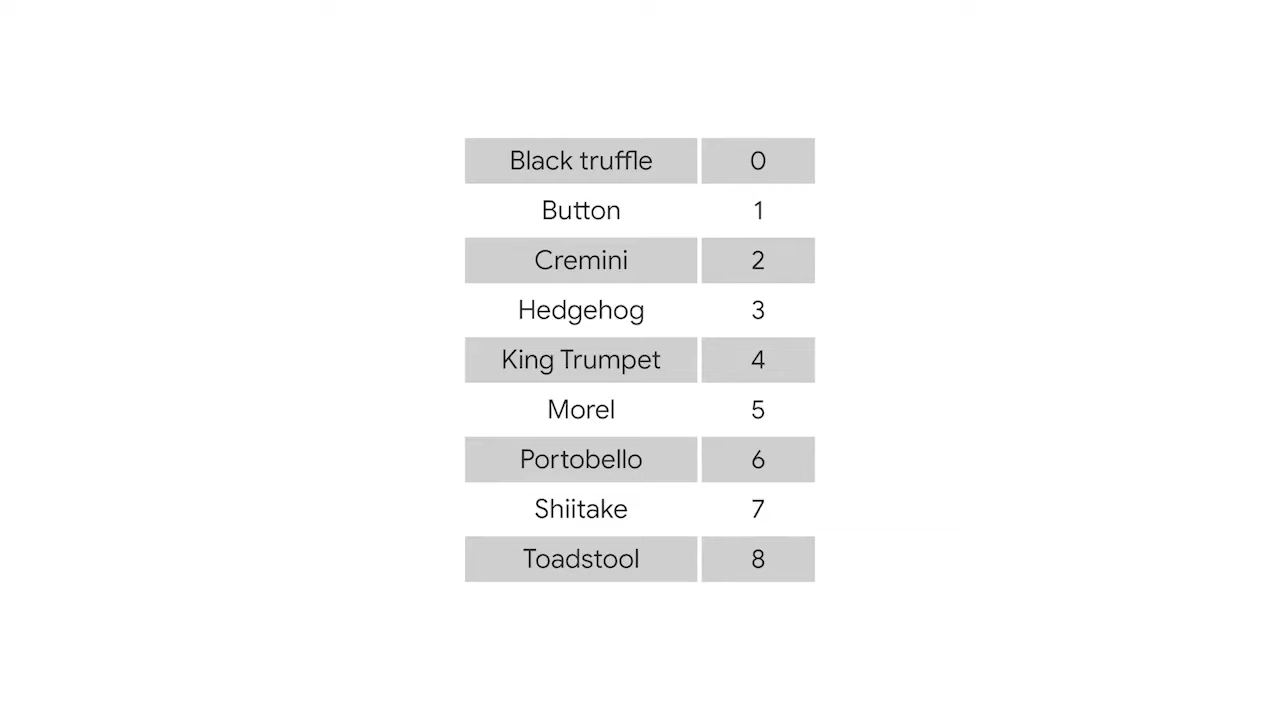 Black truffle 0
Button 1
Cremini 2
Hedgehog 3
King Trumpet 4
Morel 5
Portobello 6
Shiitake 7
Toadstool 8